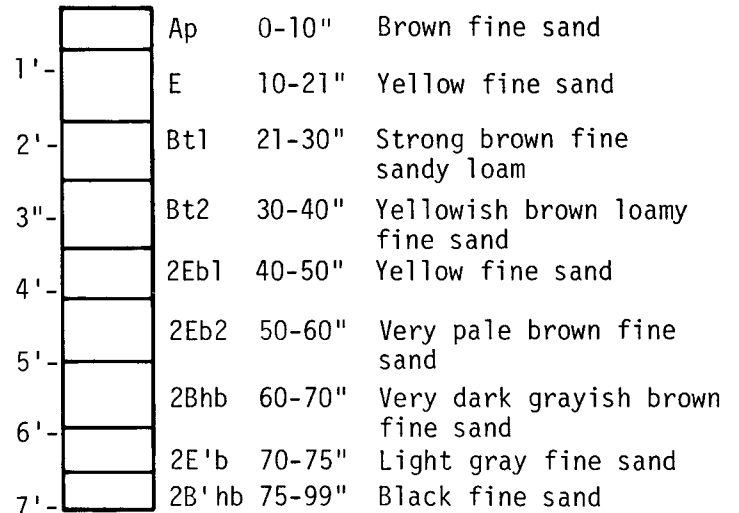 Ap 0-10" Brown fine sand
1'-
E 10-21" Yellow fine sand
2'- Bt1 21-30" Strong brown fine
sandy loam
3"- Bt2 30-40" Yellowish brown loamy
fine sand
2Eb1 40-50" Yellow fine sand
4'-
2Eb2 50-60" Very pale brown fine
sand
5'-
2Bhb 60-70" Very dark grayish brown
fine sand
6'-
2E'b 70-75" Light gray fine sand
2B'hb 75-99" Black fine sand
7'-